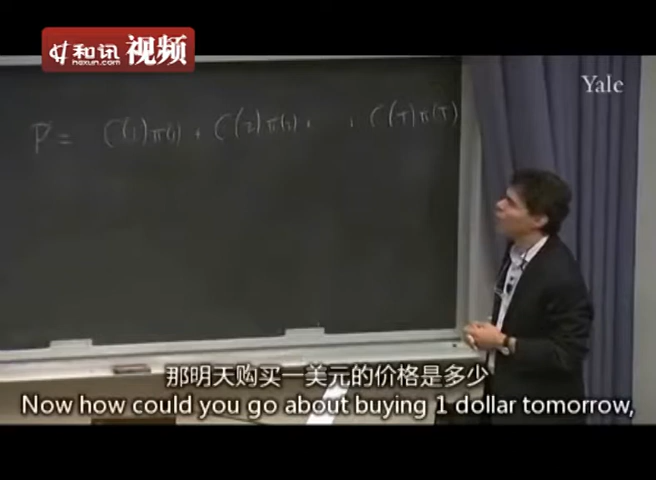 和讯 视频
hexun.com
Yale
P = C(1)π(1) + C(2)π(2) + . . C(T)π(T)
那明天购买一美元的价格是多少
Now how could you go about buying 1 dollar tomorrow,